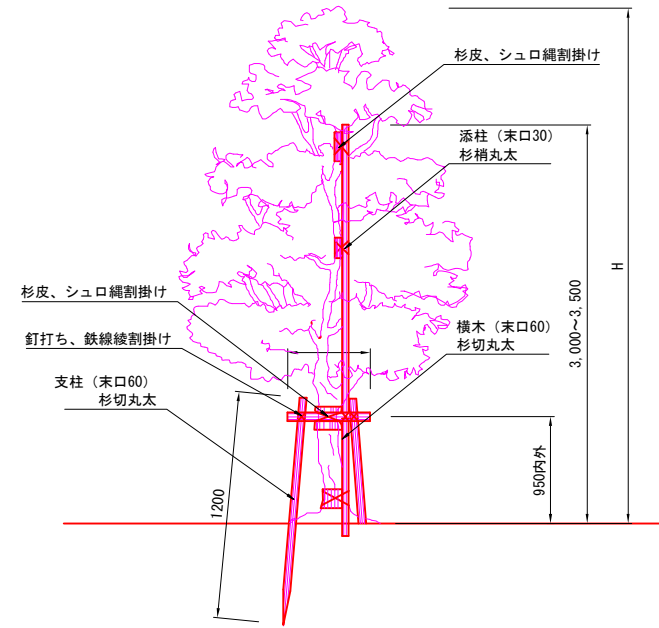 杉皮、シュロ縄割掛け
添柱（末口30）
杉梢丸太
H
3,000～3,500
杉皮、シュロ縄割掛け
釘打ち、鉄線綾割掛け
横木（末口60）
杉切丸太
支柱（末口60）
杉切丸太
950内外
1200